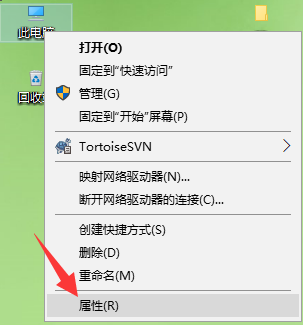 此电脑
打开(O)
固定到"快速访问"
管理(G)
回收
固定到"开始"屏幕(P)
TortoiseSVN
映射网络驱动器(N)...
断开网络驱动器的连接(C)...
创建快捷方式(S)
删除(D)
重命名(M)
属性(R)